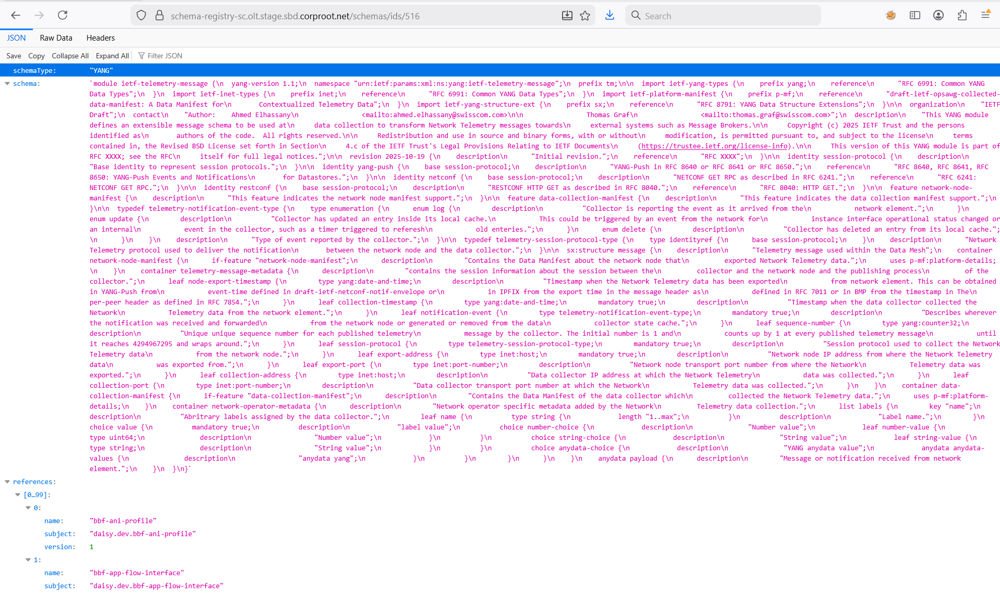 schema-registry-sc.olt.stage.sbd.corproot.net/schemas/ids/516
Search
JSON Raw Data Headers
Save Copy Collapse All Expand All Filter JSON
schemaType: "YANG"
schema: `module ietf-telemetry-message {\n  yang-version 1.1;\n  namespace "urn:ietf:params:xml:ns:yang:ietf-telemetry-message";\n  prefix tm;\n\n  import ietf-yang-types {\n    prefix yang;\n    reference\n      "RFC 6991: Common YANG
Data Types";\n  }\n  import ietf-inet-types {\n    prefix inet;\n    reference\n      "RFC 6991: Common YANG Data Types";\n  }\n  import ietf-platform-manifest {\n    prefix p-mf;\n    reference\n      "draft-ietf-opsawg-collected-
data-manifest: A Data Manifest for\n       Contextualized Telemetry Data";\n  }\n  import ietf-yang-structure-ext {\n    prefix sx;\n    reference\n      "RFC 8791: YANG Data Structure Extensions";\n  }\n\n  organization\n    "IETF
Draft";\n  contact\n    "Author:    Ahmed Elhassany\n                <mailto:ahmed.elhassany@swisscom.com>\n\n                Thomas Graf\n                <mailto:thomas.graf@swisscom.com>";\n  description\n    "This YANG module
defines an extensible message schema to be used at\n     data collection to transform Network Telemetry messages towards\n     external systems such as Message Brokers.\n\n     Copyright (c) 2025 IETF Trust and the persons
identified as\n     authors of the code.  All rights reserved.\n\n     Redistribution and use in source and binary forms, with or without\n     modification, is permitted pursuant to, and subject to the license\n     terms
contained in, the Revised BSD License set forth in Section\n     4.c of the IETF Trust's Legal Provisions Relating to IETF Documents\n     (https://trustee.ietf.org/license-info).\n\n     This version of this YANG module is part of
RFC XXXX; see the RFC\n     itself for full legal notices.";\n\n  revision 2025-10-19 {\n    description\n      "Initial revision.";\n    reference\n      "RFC XXXX";\n  }\n\n  identity session-protocol {\n    description\n
"Base identity to represent session protocols.";\n  }\n\n  identity yang-push {\n    base session-protocol;\n    description\n      "YANG-Push in RFC 8640 or RFC 8641 or RFC 8650.";\n    reference\n      "RFC 8640, RFC 8641, RFC
8650: YANG-Push Events and Notifications\n       for Datastores.";\n  }\n\n  identity netconf {\n    base session-protocol;\n    description\n      "NETCONF GET RPC as described in RFC 6241.";\n    reference\n      "RFC 6241:
NETCONF GET RPC.";\n  }\n\n  identity restconf {\n    base session-protocol;\n    description\n      "RESTCONF HTTP GET as described in RFC 8040.";\n    reference\n      "RFC 8040: HTTP GET.";\n  }\n\n  feature network-node-
manifest {\n    description\n      "This feature indicates the network node manifest support.";\n  }\n\n  feature data-collection-manifest {\n    description\n      "This feature indicates the data collection manifest support.";\n
}\n\n  typedef telemetry-notification-event-type {\n    type enumeration {\n      enum log {\n        description\n          "Collector is reporting the event as it arrived from the\n           network element.";\n      }\n
enum update {\n        description\n          "Collector has updated an entry inside its local cache.\n           This could be triggered by an event from the network for\n           instance interface operational status changed or
an internal\n           event in the collector, such as a timer triggered to referesh\n           old enteries.";\n      }\n      enum delete {\n        description\n          "Collector has deleted an entry from its local cache.";
\n      }\n    }\n    description\n      "Type of event reported by the collector.";\n  }\n\n  typedef telemetry-session-protocol-type {\n    type identityref {\n      base session-protocol;\n    }\n    description\n      "Network
Telemetry protocol used to deliver the notification\n       between the network node and the data collector.";\n  }\n\n  sx:structure message {\n    description\n      "Telemetry message used within the Data Mesh";\n    container
network-node-manifest {\n      if-feature "network-node-manifest";\n      description\n        "Contains the Data Manifest about the network node that\n         exported Network Telemetry data.";\n      uses p-mf:platform-details;
\n    }\n    container telemetry-message-metadata {\n      description\n        "contains the session information about the session between the\n         collector and the network node and the publishing process\n         of the
collector.";\n      leaf node-export-timestamp {\n        type yang:date-and-time;\n        description\n          "Timestamp when the Network Telemetry data has been exported\n           from network element. This can be obtained
in YANG-Push from\n           event-time defined in draft-ietf-netconf-notif-envelope or\n           in IPFIX from the export time in the message header as\n           defined in RFC 7011 or in BMP from the timestamp in The\n
per-peer header as defined in RFC 7854.";\n      }\n      leaf collection-timestamp {\n        type yang:date-and-time;\n        mandatory true;\n        description\n          "Timestamp when the data collector collected the
Network\n           Telemetry data from the network element.";\n      }\n      leaf notification-event {\n        type telemetry-notification-event-type;\n        mandatory true;\n        description\n          "Describes wherever
the notification was received and forwarded\n           from the network node or generated or removed from the data\n           collector state cache.";\n      }\n      leaf sequence-number {\n        type yang:counter32;\n
description\n          "Unique unique sequence number for each published telemetry\n           message by the collector. The initial number is 1 and\n           counts up by 1 at every published telemetry message\n           until
it reaches 4294967295 and wraps around.";\n      }\n      leaf session-protocol {\n        type telemetry-session-protocol-type;\n        mandatory true;\n        description\n          "Session protocol used to collect the Network
Telemetry data\n           from the network node.";\n      }\n      leaf export-address {\n        type inet:host;\n        mandatory true;\n        description\n          "Network node IP address from where the Network Telemetry
data\n           was exported from.";\n      }\n      leaf export-port {\n        type inet:port-number;\n        description\n          "Network node transport port number from where the Network\n           Telemetry data was
exported.";\n      }\n      leaf collection-address {\n        type inet:host;\n        description\n          "Data collector IP address at which the Network Telemetry\n           data was collected.";\n      }\n      leaf
collection-port {\n        type inet:port-number;\n        description\n          "Data collector transport port number at which the Network\n           Telemetry data was collected.";\n      }\n    }\n    container data-
collection-manifest {\n      if-feature "data-collection-manifest";\n      description\n        "Contains the Data Manifest of the data collector which\n         collected the Network Telemetry data.";\n      uses p-mf:platform-
details;\n    }\n    container network-operator-metadata {\n      description\n        "Network operator specific metadata added by the Network\n         Telemetry data collection.";\n      list labels {\n        key "name";\n
description\n          "Abritrary labels assigned by the data collector.";\n        leaf name {\n          type string {\n            length "1..max";\n          }\n          description\n            "Label name.";\n        }\n
choice value {\n          mandatory true;\n          description\n            "label value";\n          choice number-choice {\n            description\n              "Number value";\n            leaf number-value {\n
type uint64;\n              description\n                "Number value";\n            }\n          }\n          choice string-choice {\n            description\n              "String value";\n            leaf string-value {\n
type string;\n              description\n                "String value";\n            }\n          }\n          choice anydata-choice {\n            description\n              "YANG anydata value";\n            anydata anydata-
values {\n              description\n                "anydata yang";\n            }\n          }\n        }\n      }\n    }\n    anydata payload {\n      description\n        "Message or notification received from network
element.";\n    }\n  }\n}`
references:
[0…99]:
0:
name: "bbf-ani-profile"
subject: "daisy.dev.bbf-ani-profile"
version: 1
1:
name: "bbf-app-flow-interface"
subject: "daisy.dev.bbf-app-flow-interface"